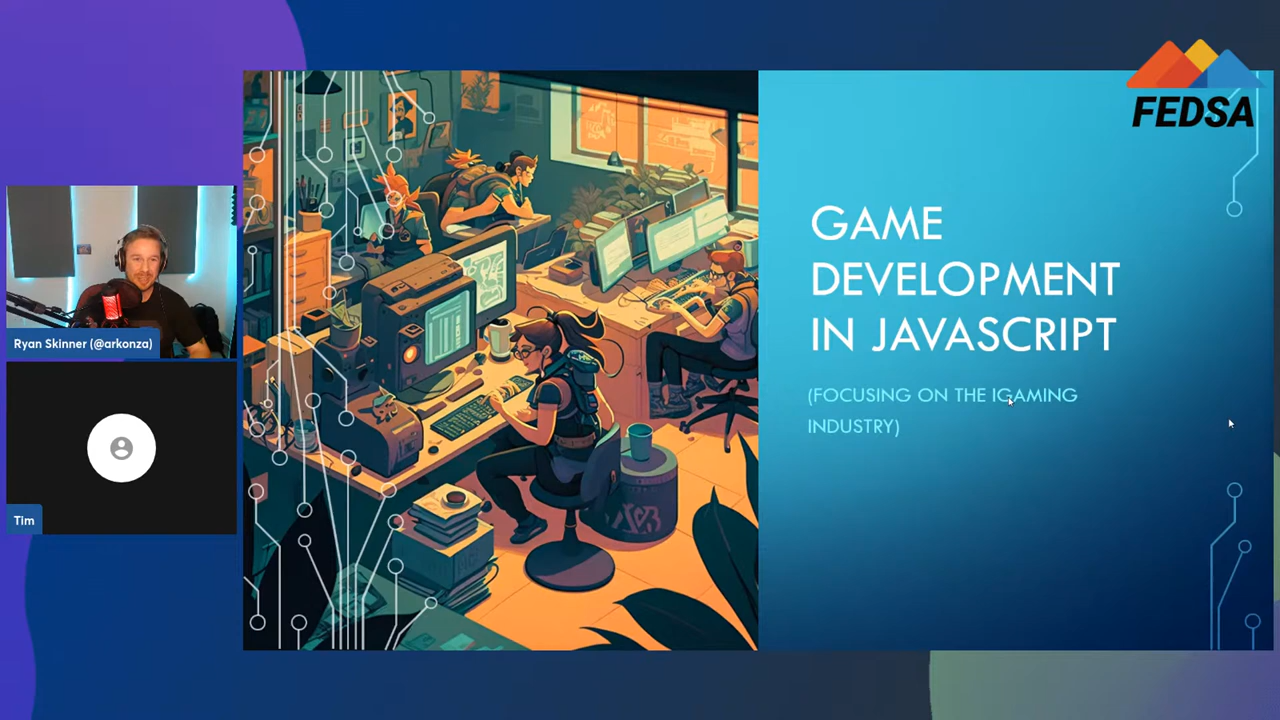 FEDSA
GAME
DEVELOPMENT
IN JAVASCRIPT
(FOCUSING ON THE IGAMING
INDUSTRY)
Ryan Skinner (@arkonza)
Tim